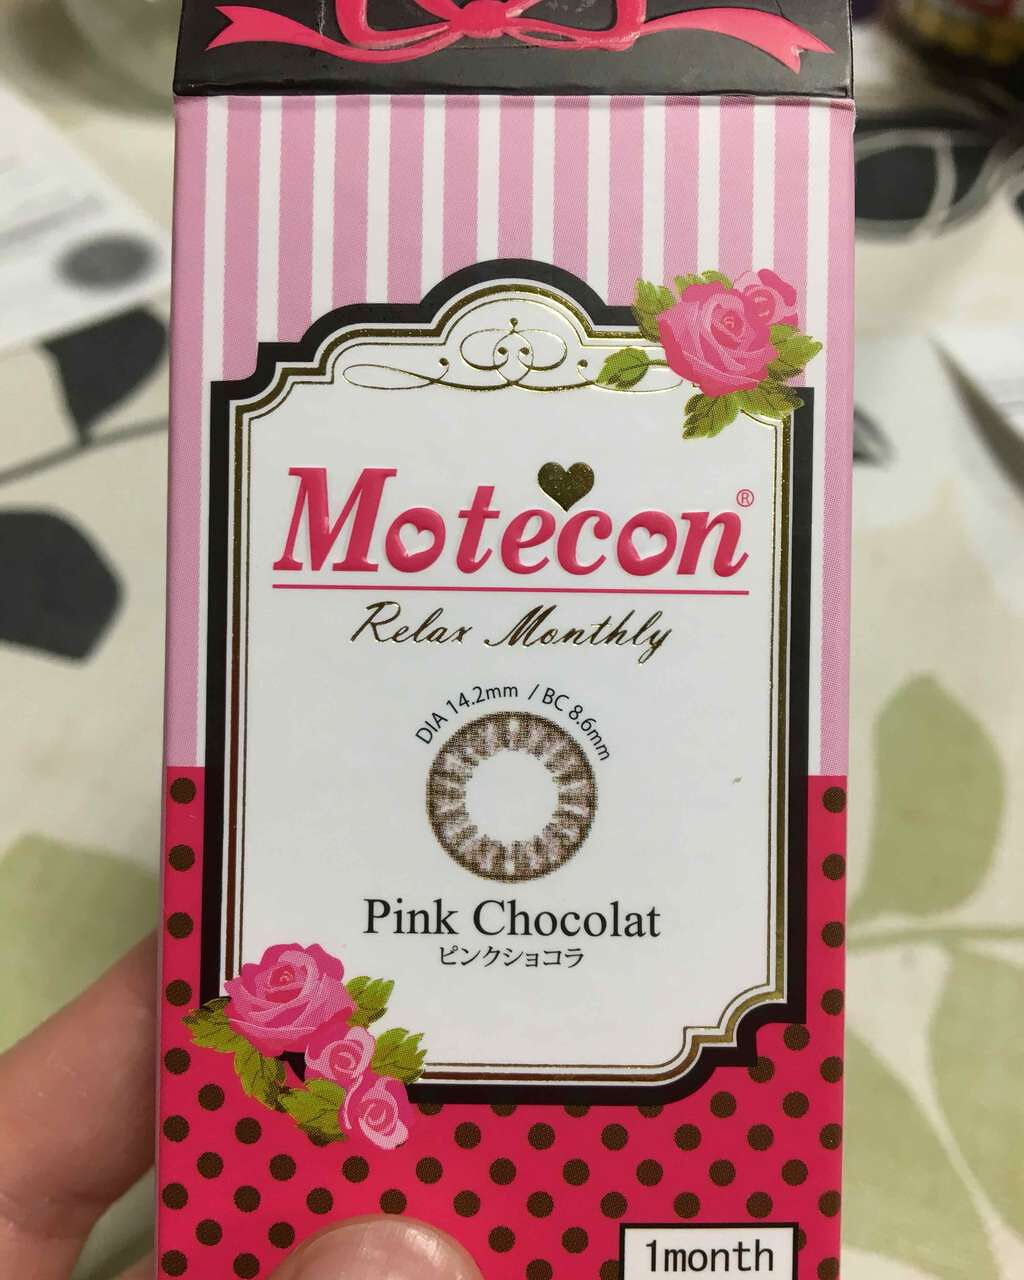 Motecon®
Relax Monthly
DIA 14.2mm / BC 8.6mm
Pink Chocolat
ピンクショコラ
1month